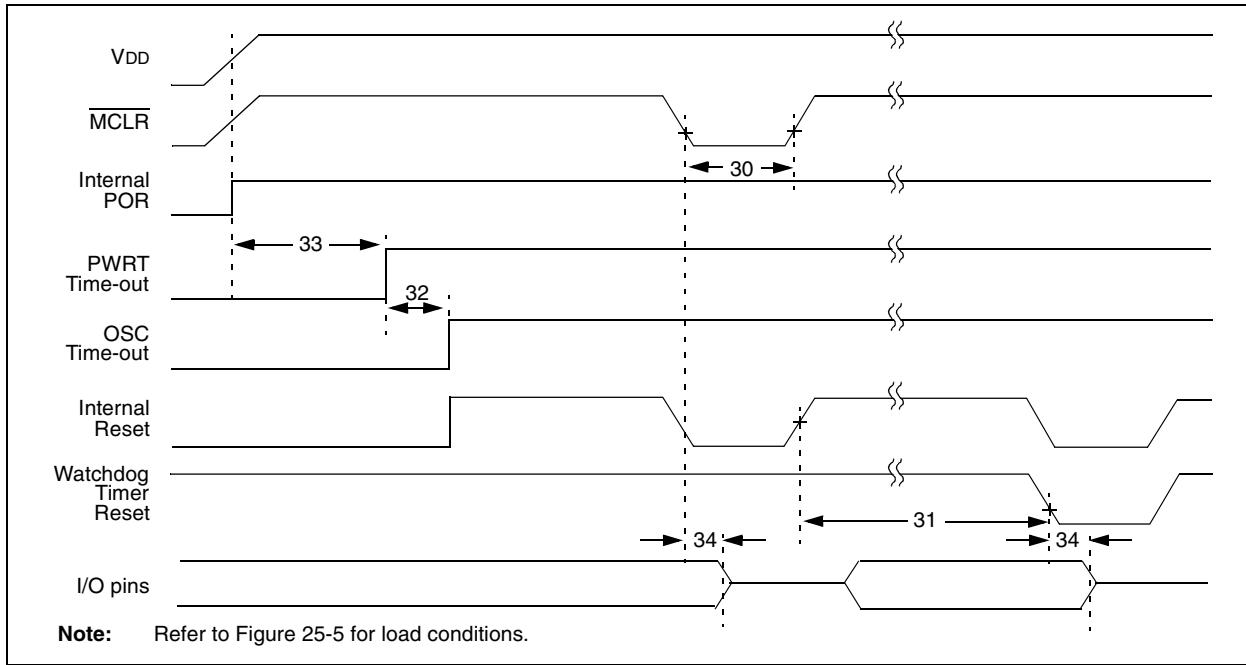 VDD
MCLR
30
Internal
POR
33
PWRT
Time-out
32
OSC
Time-out
Internal
Reset
Watchdog
Timer
Reset
31
34
34
I/O pins
Note: Refer to Figure 25-5 for load conditions.